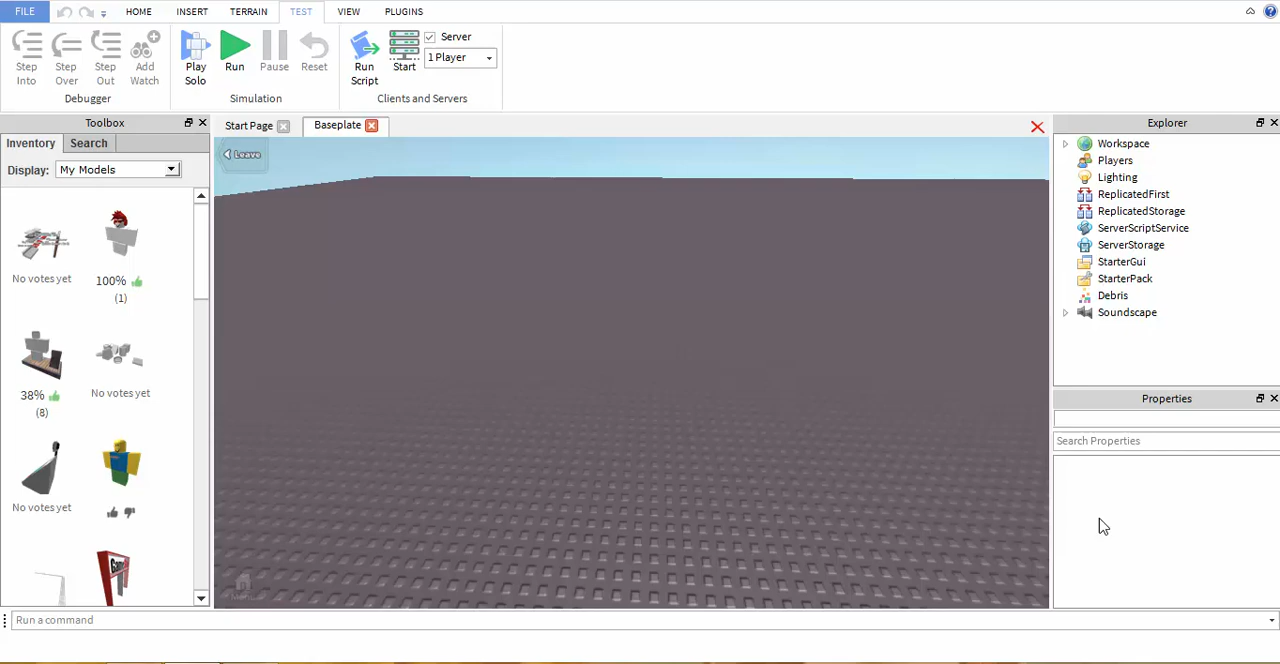 FILE HOME INSERT TERRAIN TEST VIEW PLUGINS
Step Into
Step Over
Step Out
Add Watch
Debugger
Play Solo
Run
Pause
Reset
Simulation
Run Script
Start
Server
1 Player
Clients and Servers
Toolbox
Inventory Search
Display: My Models
No votes yet
100%
(1)
38%
(8)
No votes yet
No votes yet
Start Page
Baseplate
Leave
Explorer
Workspace
Players
Lighting
ReplicatedFirst
ReplicatedStorage
ServerScriptService
ServerStorage
StarterGui
StarterPack
Debris
Soundscape
Properties
Search Properties
Run a command